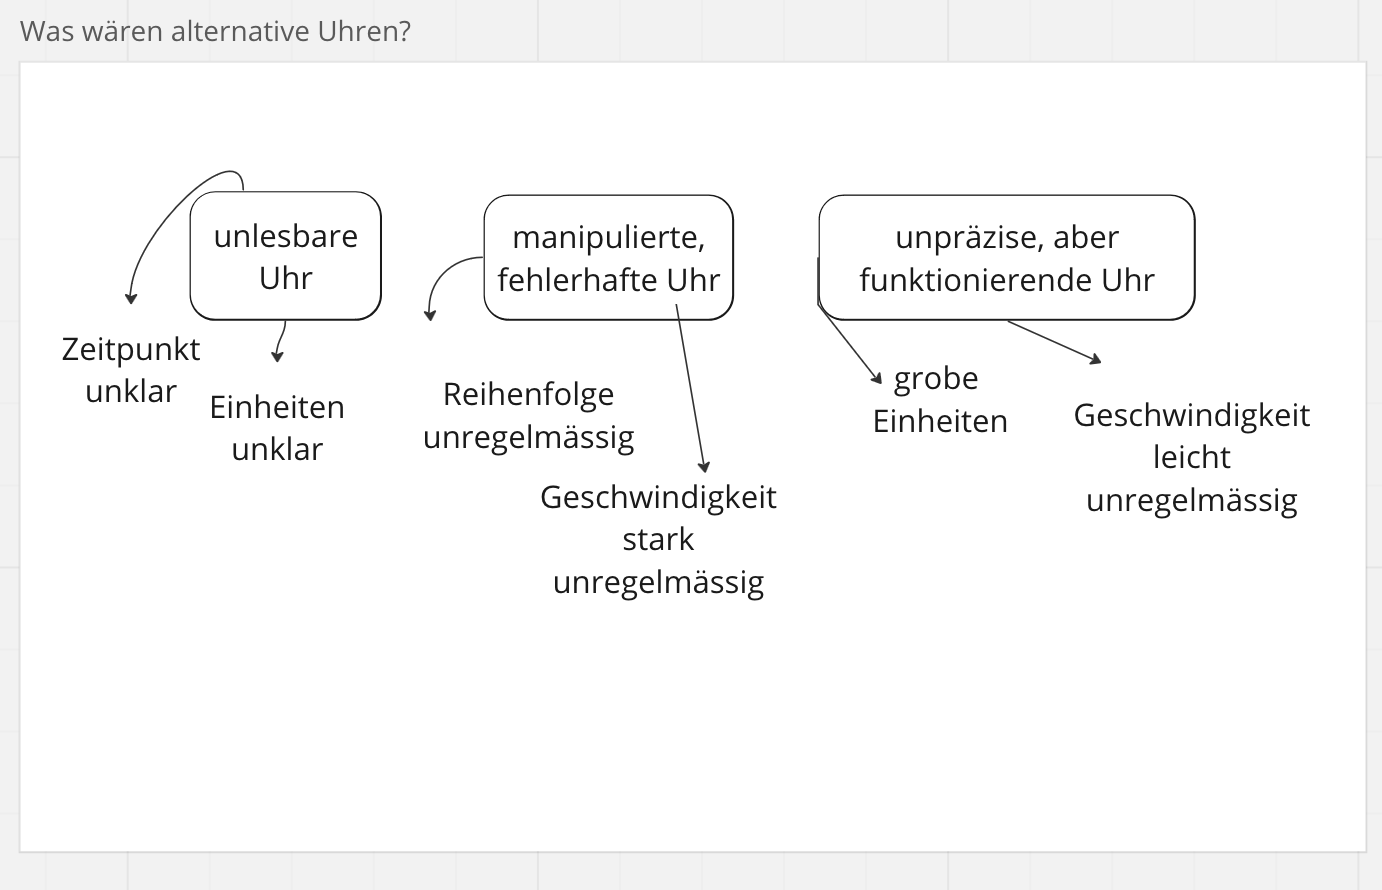 Was wären alternative Uhren?
unlesbare
Uhr
Zeitpunkt
unklar
Einheiten
unklar
manipulierte,
fehlerhafte Uhr
Reihenfolge
unregelmässig
Geschwindigkeit
stark
unregelmässig
unpräzise, aber
funktionierende Uhr
grobe
Einheiten
Geschwindigkeit
leicht
unregelmässig